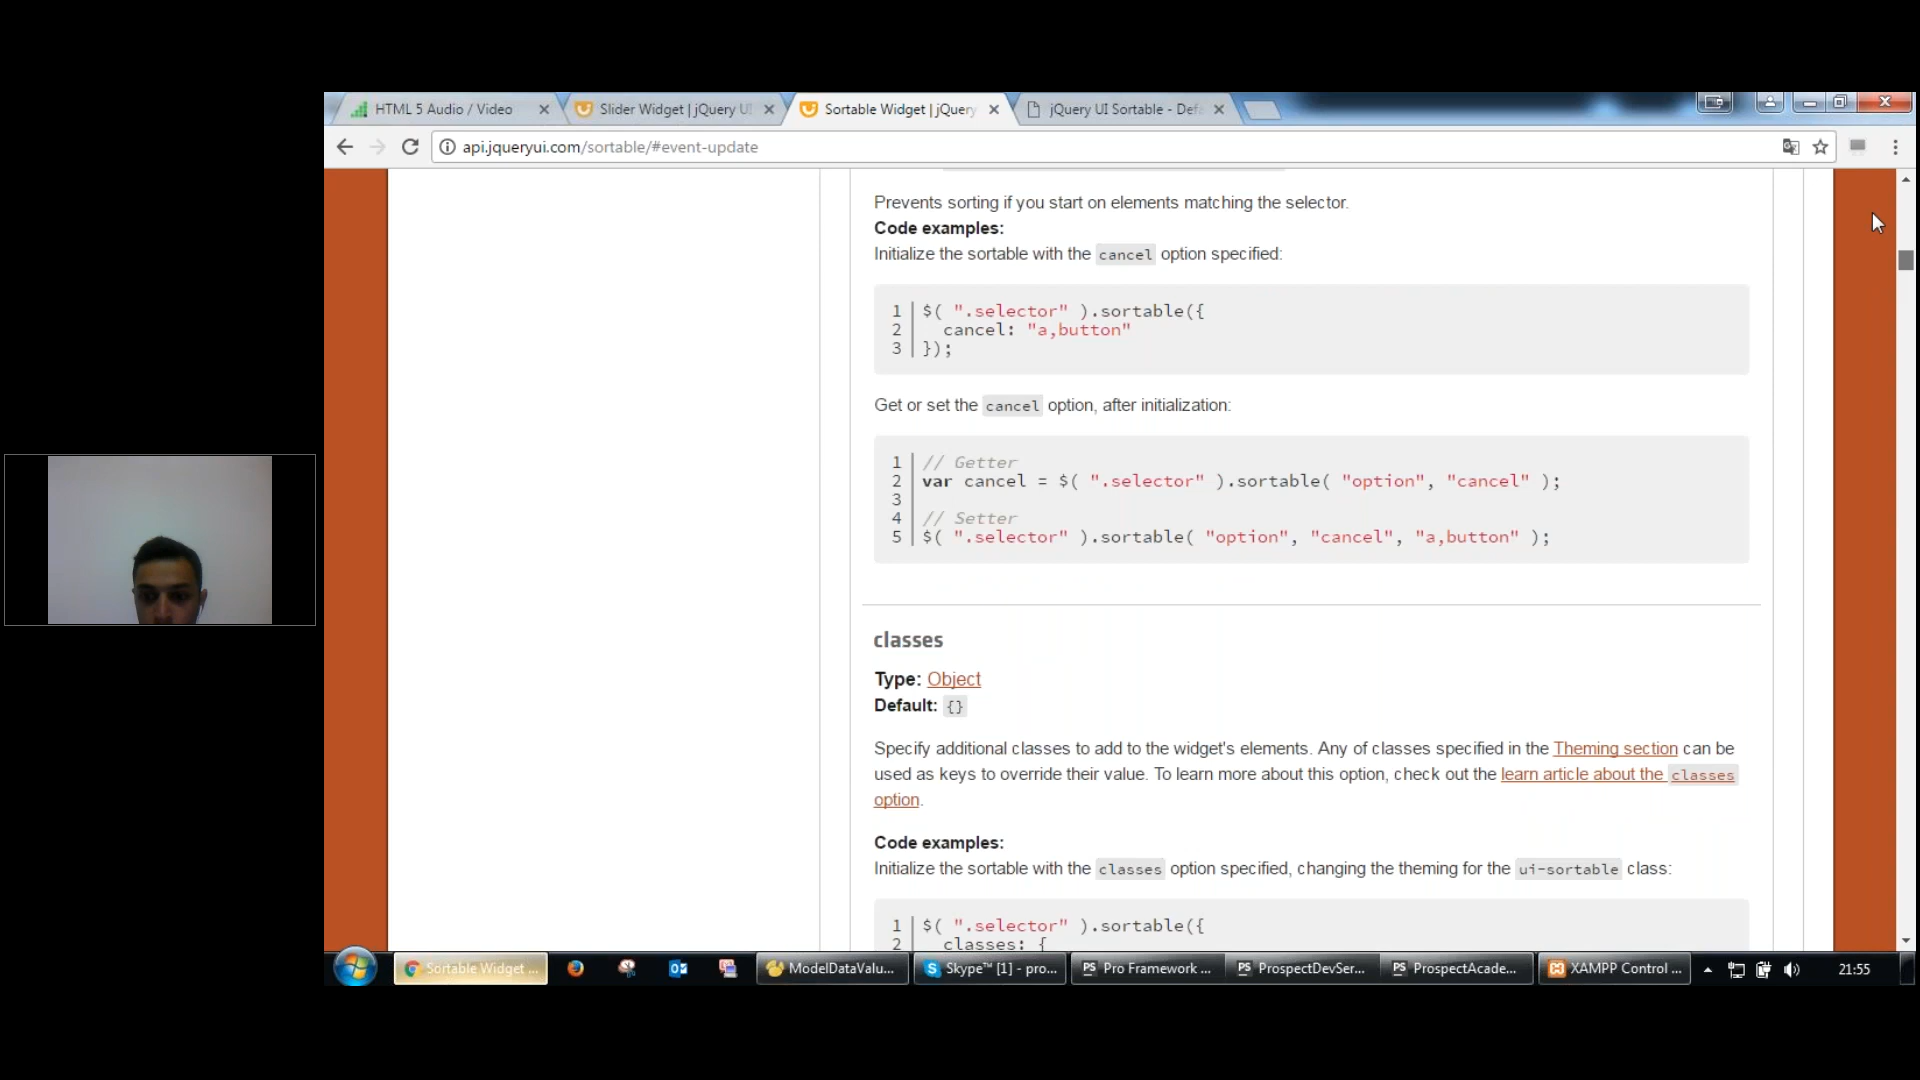 HTML 5 Audio / Video
Slider Widget | jQuery UI
Sortable Widget | jQuery
jQuery UI Sortable - Defa
api.jqueryui.com/sortable/#event-update
Prevents sorting if you start on elements matching the selector.
Code examples:
Initialize the sortable with the cancel option specified:
1 $( ".selector" ).sortable({
2 cancel: "a,button"
3 });
Get or set the cancel option, after initialization:
1 // Getter
2 var cancel = $( ".selector" ).sortable( "option", "cancel" );
3
4 // Setter
5 $( ".selector" ).sortable( "option", "cancel", "a,button" );
classes
Type: Object
Default: {}
Specify additional classes to add to the widget's elements. Any of classes specified in the Theming section can be
used as keys to override their value. To learn more about this option, check out the learn article about the classes
option.
Code examples:
Initialize the sortable with the classes option specified, changing the theming for the ui-sortable class:
1 $( ".selector" ).sortable({
2 classes: {
Sortable Widget ...
ModelDataValu...
Skype™ [1] - pro...
Pro Framework ...
ProspectDevSer...
ProspectAcade...
XAMPP Control ...
21:55